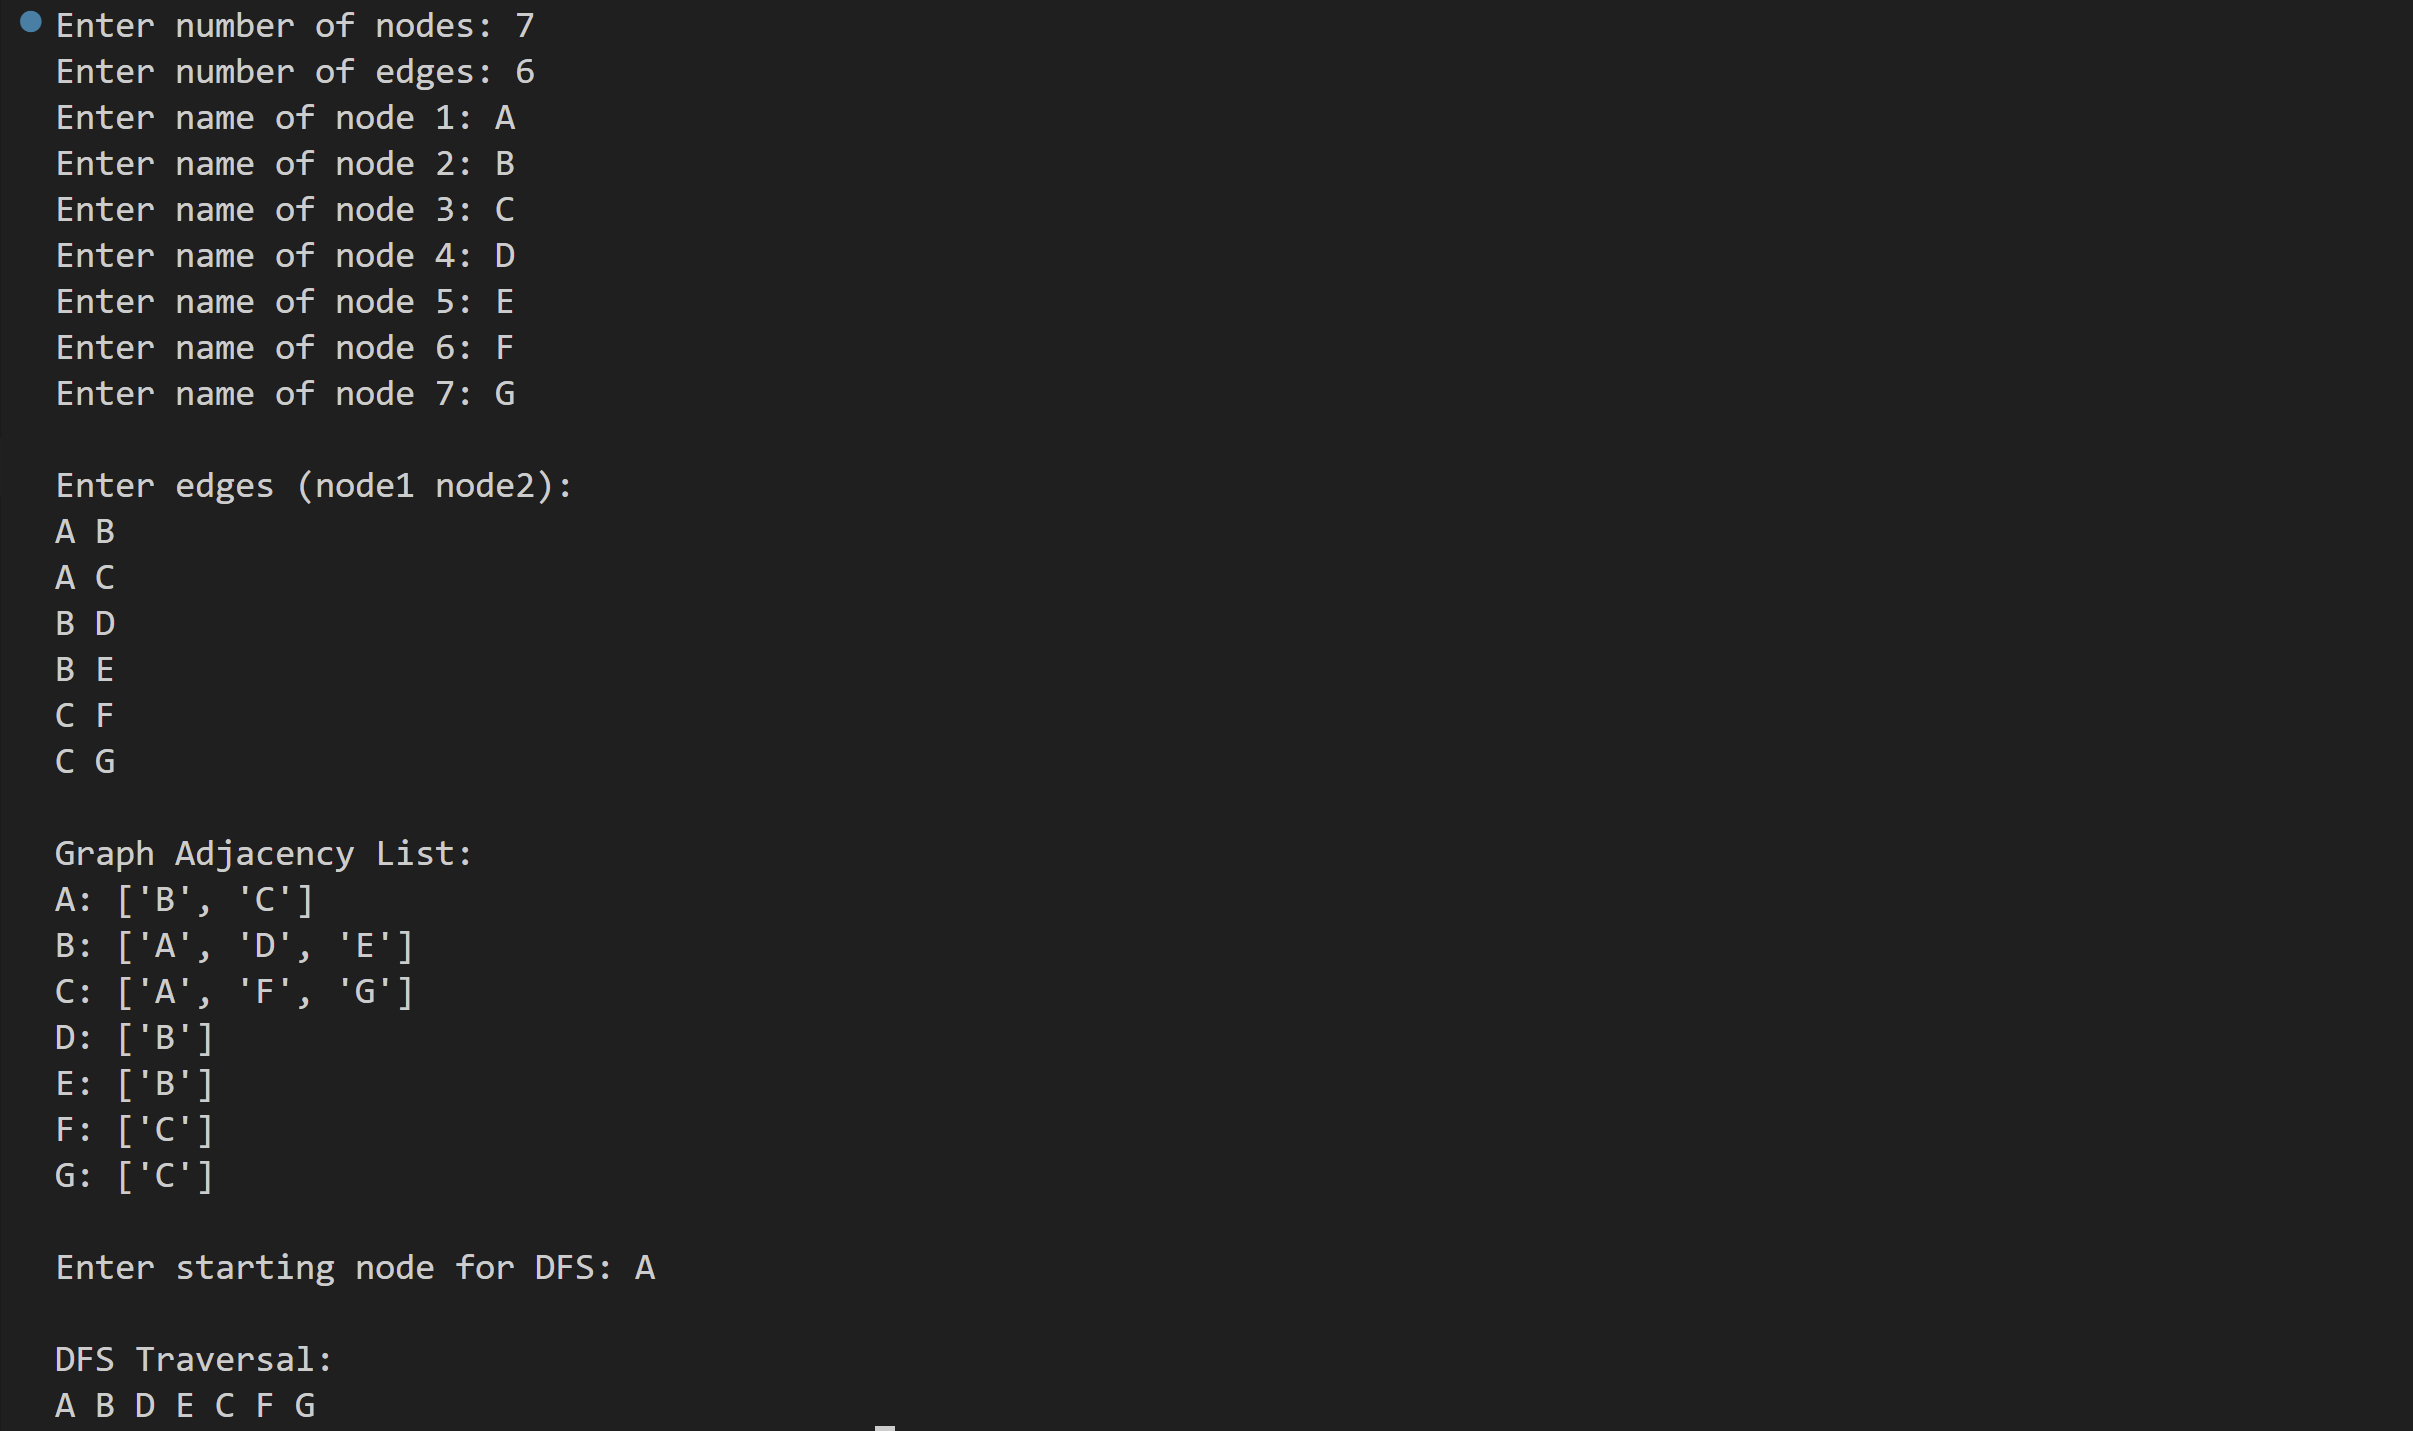 Enter number of nodes: 7
Enter number of edges: 6
Enter name of node 1: A
Enter name of node 2: B
Enter name of node 3: C
Enter name of node 4: D
Enter name of node 5: E
Enter name of node 6: F
Enter name of node 7: G
Enter edges (node1 node2):
A B
A C
B D
B E
C F
C G
Graph Adjacency List:
A: ['B', 'C']
B: ['A', 'D', 'E']
C: ['A', 'F', 'G']
D: ['B']
E: ['B']
F: ['C']
G: ['C']
Enter starting node for DFS: A
DFS Traversal:
A B D E C F G